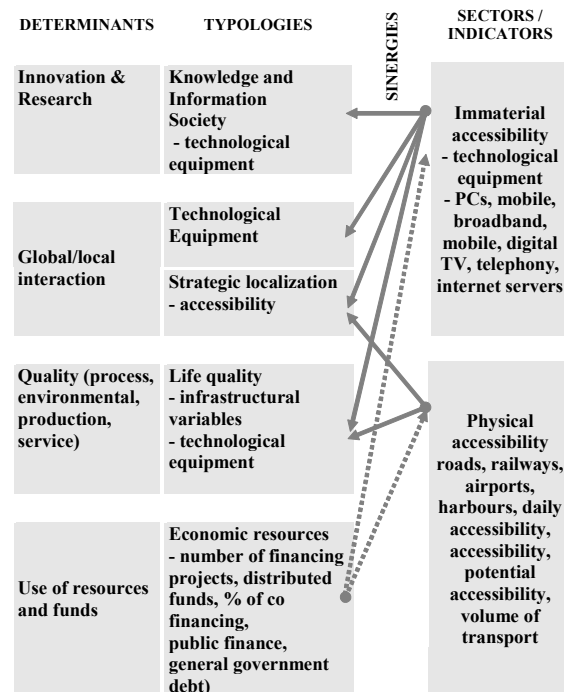 DETERMINANTS
TYPOLOGIES
SINERGIES
SECTORS /
INDICATORS
Innovation &
Research
Knowledge and
Information
Society
- technological
equipment
Immaterial
accessibility
- technological
equipment
- PCs, mobile,
broadband,
mobile, digital
TV, telephony,
internet servers
Global/local
interaction
Technological
Equipment
Strategic localization
- accessibility
Quality (process,
environmental,
production,
service)
Life quality
- infrastructural
variables
- technological
equipment
Physical
accessibility
roads, railways,
airports,
harbours, daily
accessibility,
accessibility,
potential
accessibility,
volume of
transport
Use of resources
and funds
Economic resources
- number of financing
projects, distributed
funds, % of co
financing,
public finance,
general government
debt)